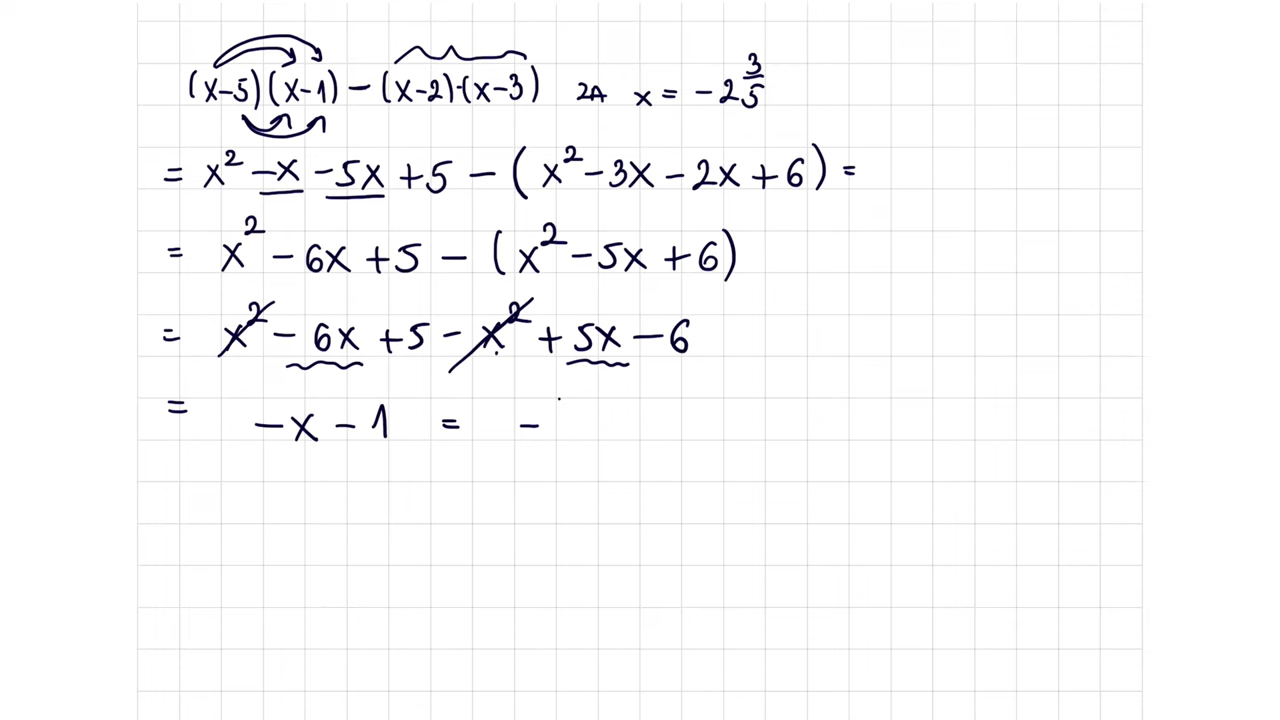 (x-5)(x-1) - (x-2)·(x-3) ZA x = -2 3/5
= x² - x - 5x + 5 - (x² - 3x - 2x + 6) =
= x² - 6x + 5 - (x² - 5x + 6)
= x² - 6x + 5 - x² + 5x - 6
= -x - 1 = -